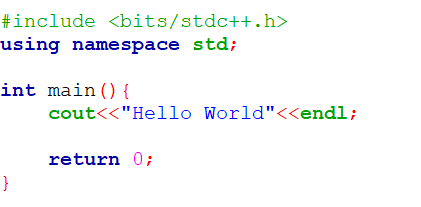 #include <bits/stdc++.h>
using namespace std;

int main(){
    cout<<"Hello World"<<endl;

    return 0;
}